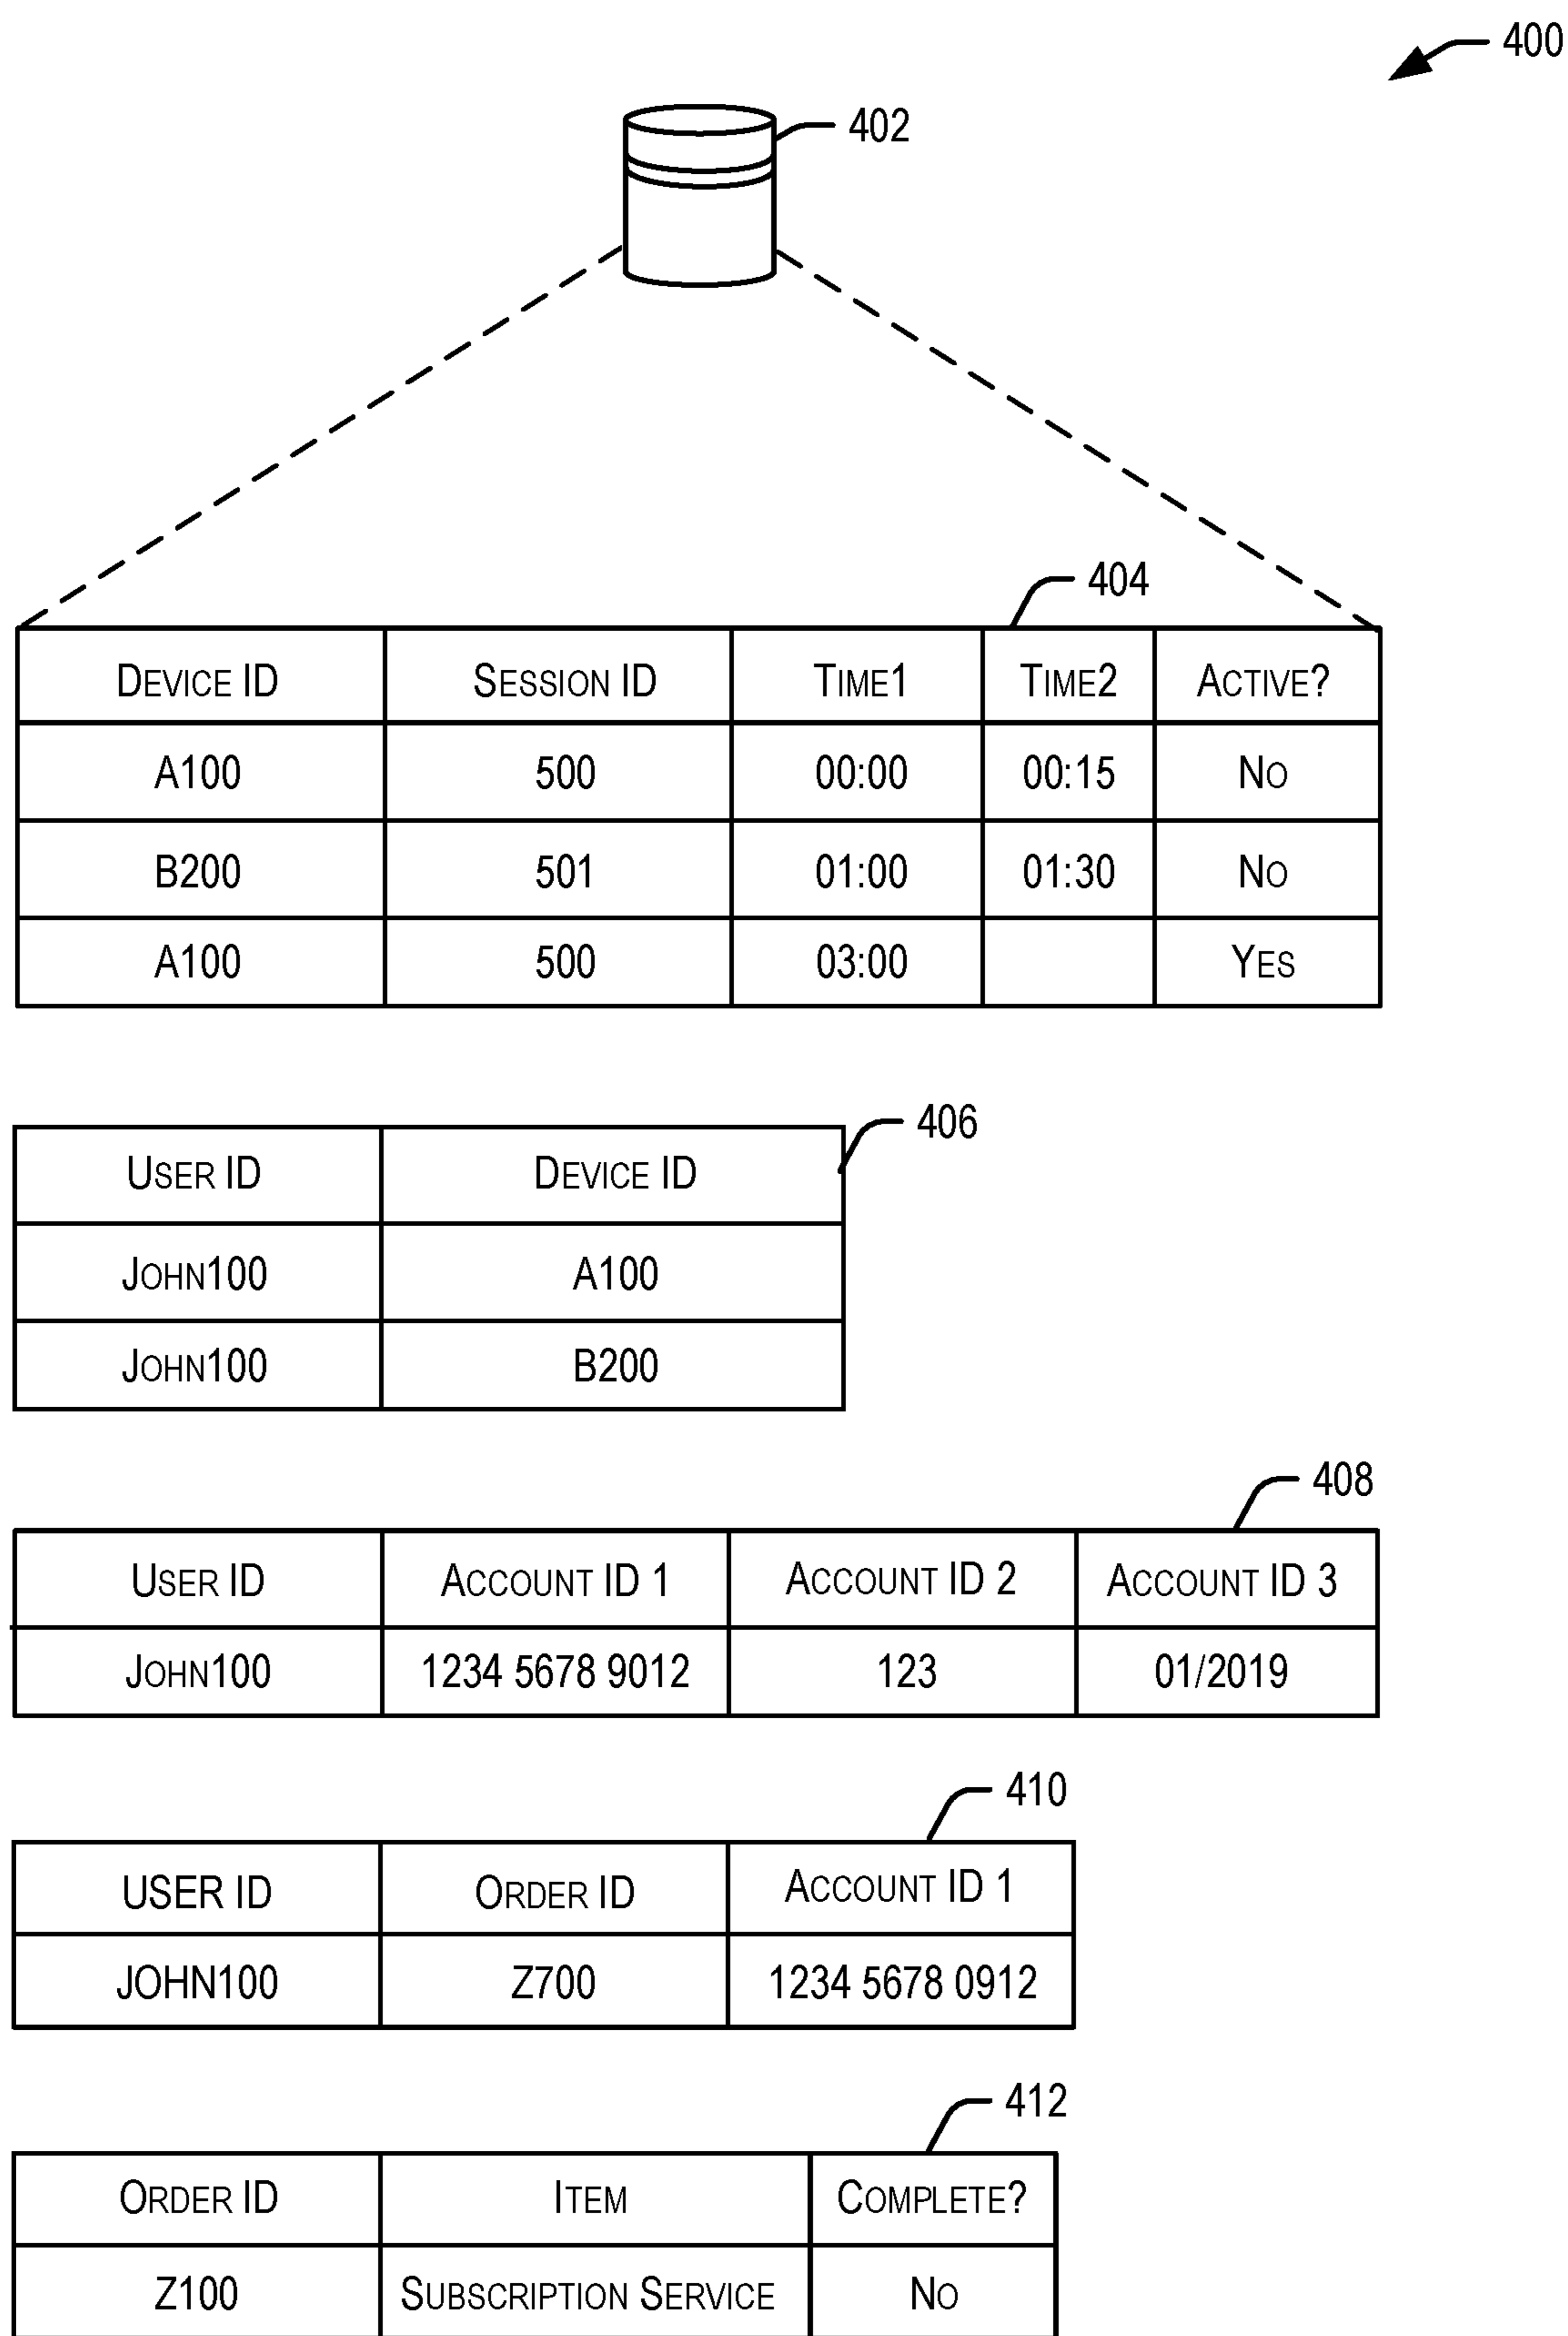 400
402
404
DEVICE ID SESSION ID TIME1 TIME2 ACTIVE?
A100 500 00:00 00:15 NO
B200 501 01:00 01:30 NO
A100 500 03:00 YES
406
USER ID DEVICE ID
JOHN100 A100
JOHN100 B200
408
USER ID ACCOUNT ID 1 ACCOUNT ID 2 ACCOUNT ID 3
JOHN100 1234 5678 9012 123 01/2019
410
USER ID ORDER ID ACCOUNT ID 1
JOHN100 Z700 1234 5678 0912
412
ORDER ID ITEM COMPLETE?
Z100 SUBSCRIPTION SERVICE NO